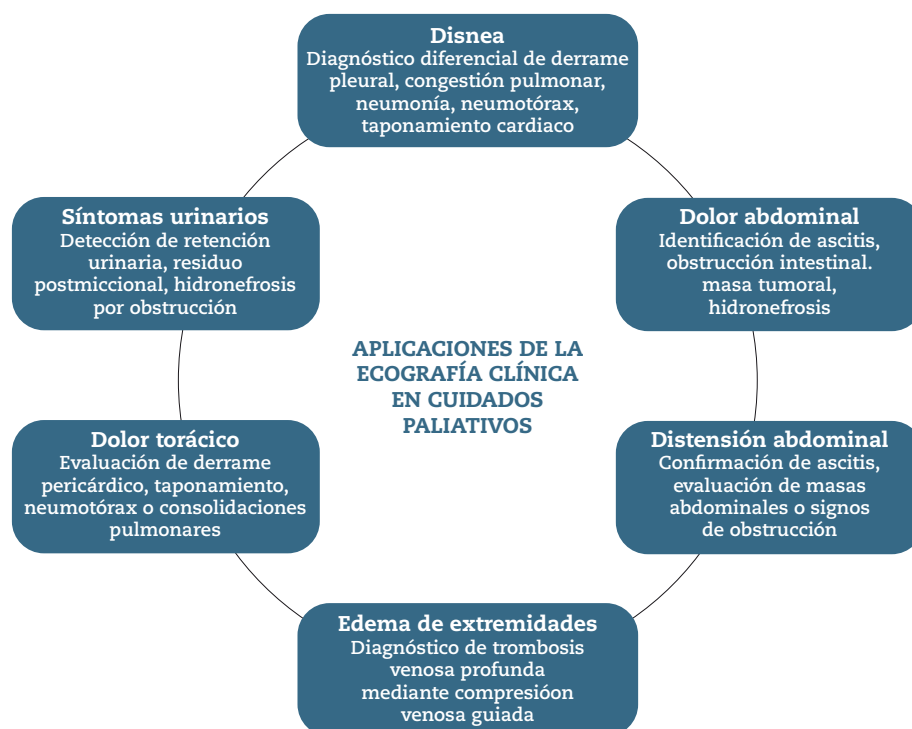 Disnea
Diagnóstico diferencial de derrame
pleural, congestión pulmonar,
neumonía, neumotórax,
taponamiento cardiaco
Síntomas urinarios
Detección de retención
urinaria, residuo
postmiccional, hidronefrosis
por obstrucción
Dolor abdominal
Identificación de ascitis,
obstrucción intestinal.
masa tumoral,
hidronefrosis
APLICACIONES DE LA
ECOGRAFÍA CLÍNICA
EN CUIDADOS
PALIATIVOS
Dolor torácico
Evaluación de derrame
pericárdico, taponamiento,
neumotórax o consolidaciones
pulmonares
Distensión abdominal
Confirmación de ascitis,
evaluación de masas
abdominales o signos
de obstrucción
Edema de extremidades
Diagnóstico de trombosis
venosa profunda
mediante compresióon
venosa guiada